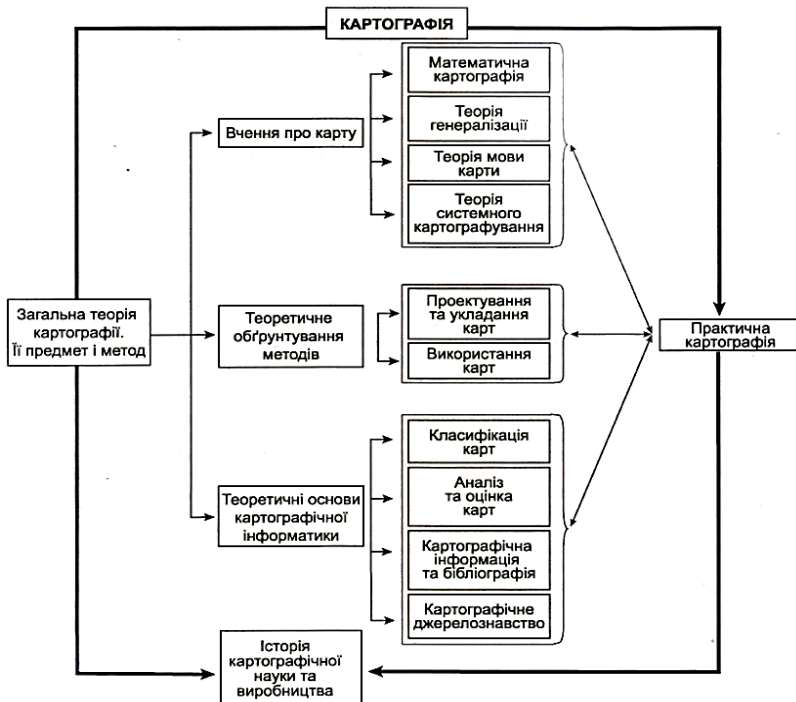 КАРТОГРАФІЯ
Математична
картографія
Теорія
генералізації
Вчення про карту
Теорія мови
карти
Теорія
системного
картографування
Загальна теорія
картографії.
Її предмет і метод
Теоретичне
обґрунтування
методів
Проектування
та укладання
карт
Використання
карт
Практична
картографія
Класифікація
карт
Аналіз
та оцінка
карт
Теоретичні основи
картографічної
інформатики
Картографічна
інформація
та бібліографія
Картографічне
джерелознавство
Історія
картографічної
науки та
виробництва